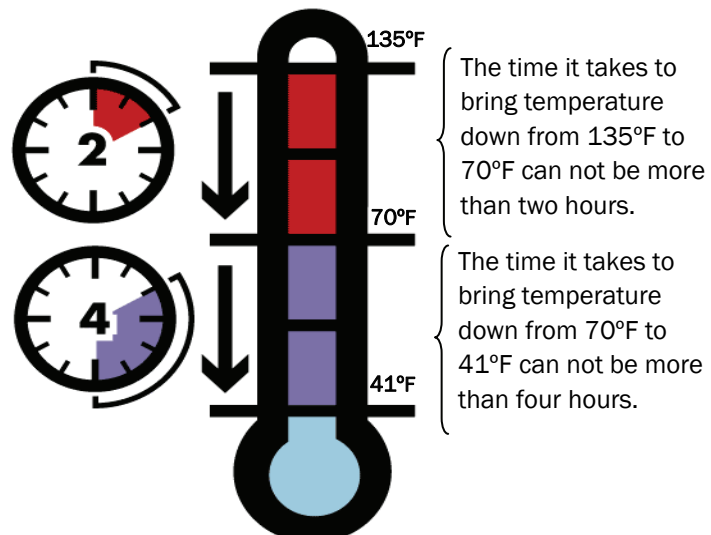 135ºF
The time it takes to
bring temperature
down from 135ºF to
70ºF can not be more
than two hours.
2
70ºF
The time it takes to
bring temperature
down from 70ºF to
41ºF can not be more
than four hours.
4
41ºF